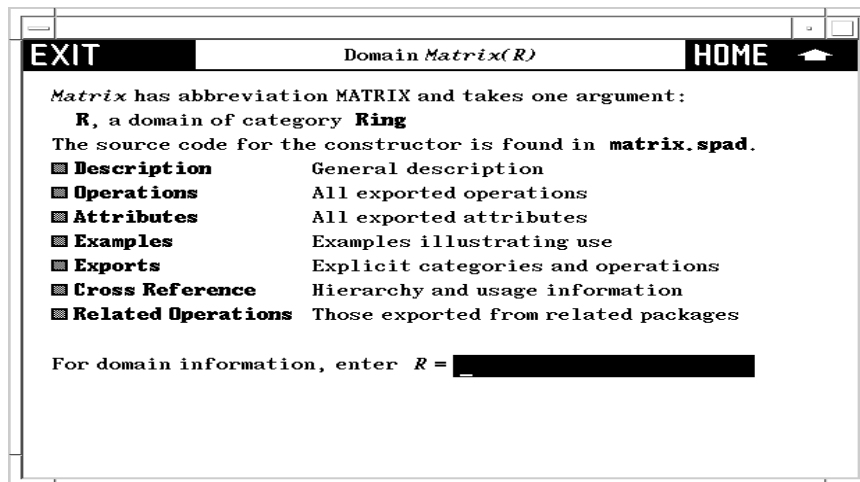 EXIT Domain Matrix(R) HOME
Matrix has abbreviation MATRIX and takes one argument:
R, a domain of category Ring
The source code for the constructor is found in matrix.spad.
Description General description
Operations All exported operations
Attributes All exported attributes
Examples Examples illustrating use
Exports Explicit categories and operations
Cross Reference Hierarchy and usage information
Related Operations Those exported from related packages
For domain information, enter R = _